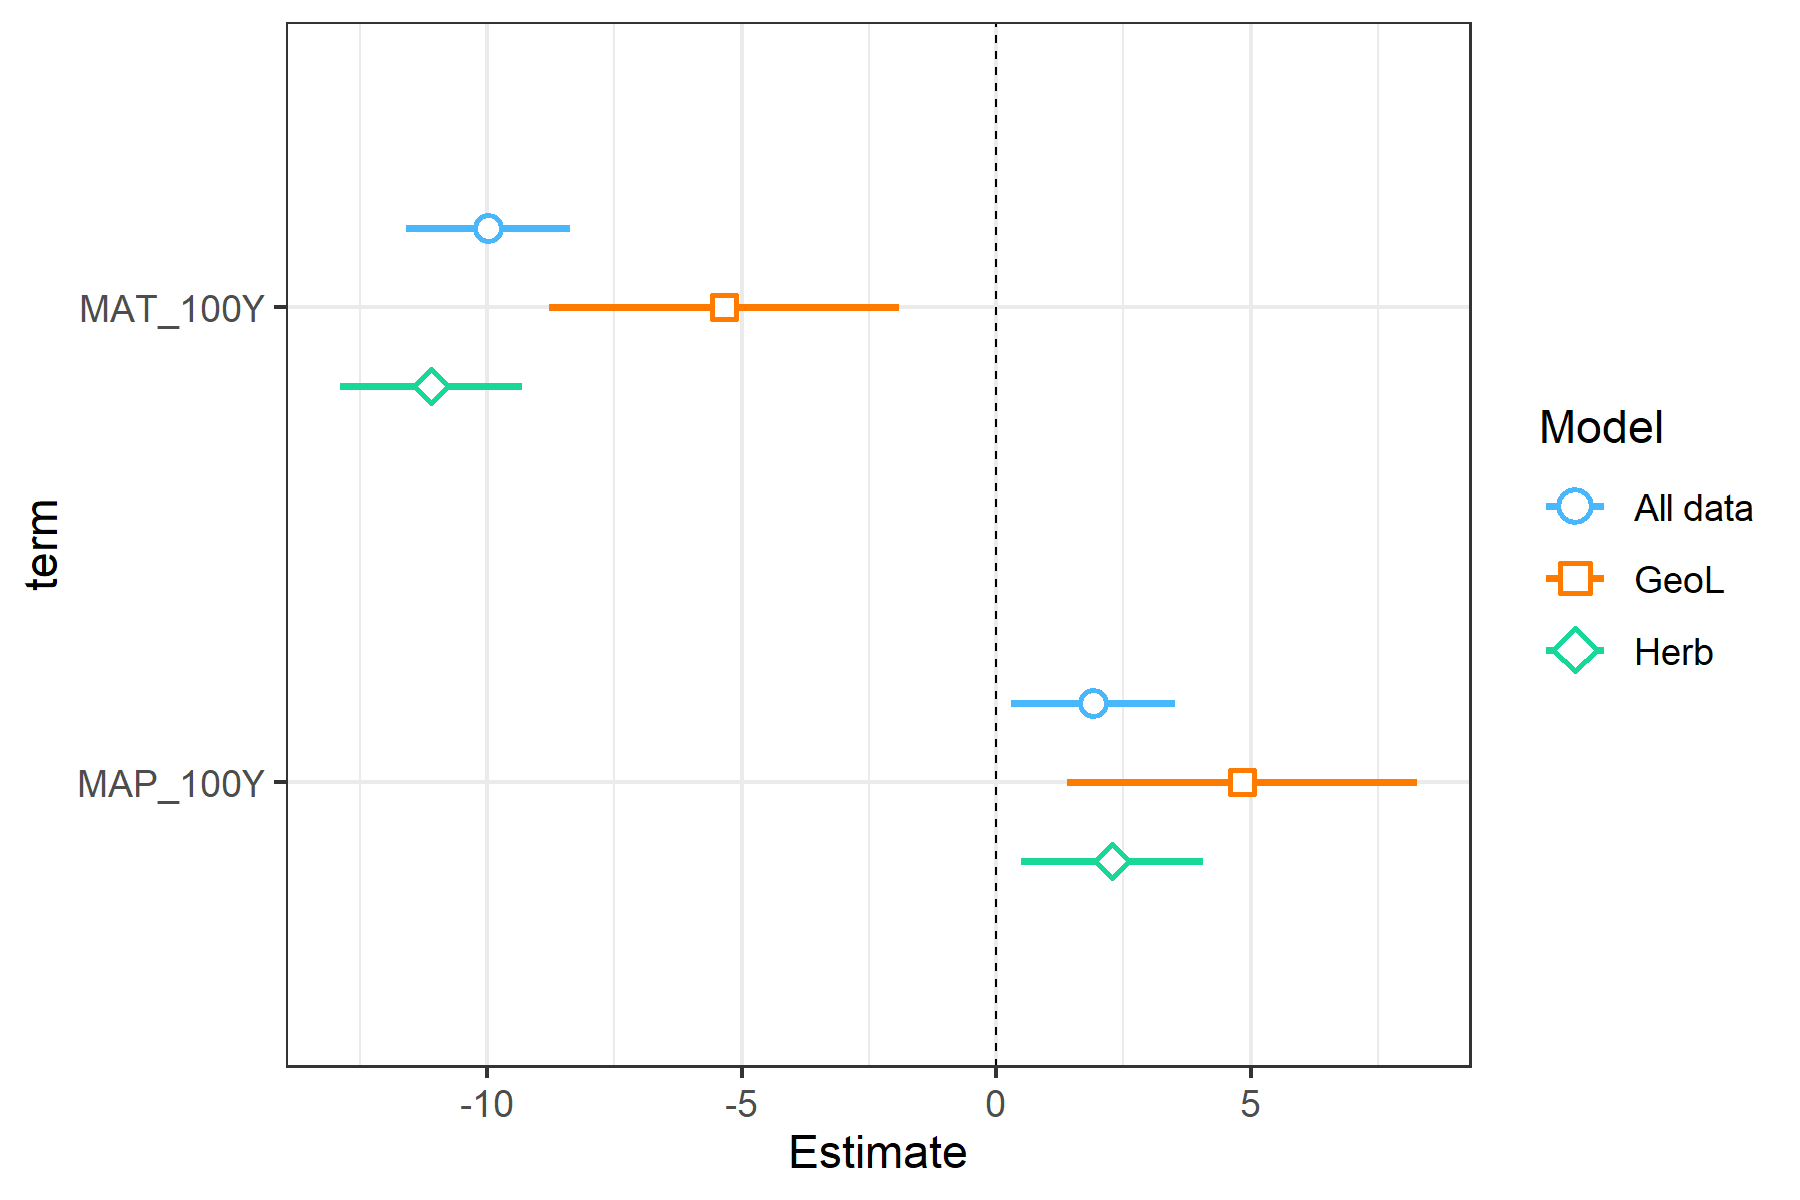 term
MAT_100Y
MAP_100Y
-10 -5 0 5
Estimate
Model
All data
GeoL
Herb